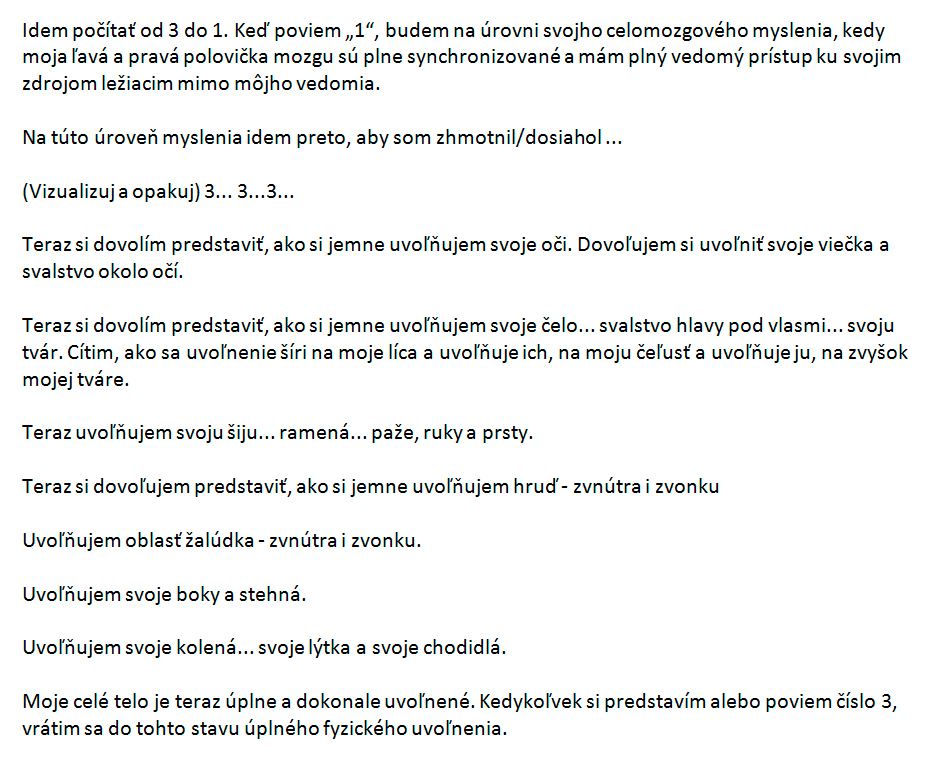 Idem počítať od 3 do 1. Keď poviem „1“, budem na úrovni svojho celomozgového myslenia, kedy
moja ľavá a pravá polovička mozgu sú plne synchronizované a mám plný vedomý prístup ku svojim
zdrojom ležiacim mimo môjho vedomia.
Na túto úroveň myslenia idem preto, aby som zhmotnil/dosiahol ...
(Vizualizuj a opakuj) 3... 3...3...
Teraz si dovolím predstaviť, ako si jemne uvoľňujem svoje oči. Dovoľujem si uvoľniť svoje viečka a
svalstvo okolo očí.
Teraz si dovolím predstaviť, ako si jemne uvoľňujem svoje čelo... svalstvo hlavy pod vlasmi... svoju
tvár. Cítim, ako sa uvoľnenie šíri na moje líca a uvoľňuje ich, na moju čeľusť a uvoľňuje ju, na zvyšok
mojej tváre.
Teraz uvoľňujem svoju šiju... ramená... paže, ruky a prsty.
Teraz si dovoľujem predstaviť, ako si jemne uvoľňujem hruď - zvnútra i zvonku
Uvoľňujem oblasť žalúdka - zvnútra i zvonku.
Uvoľňujem svoje boky a stehná.
Uvoľňujem svoje kolená... svoje lýtka a svoje chodidlá.
Moje celé telo je teraz úplne a dokonale uvoľnené. Kedykoľvek si predstavím alebo poviem číslo 3,
vrátim sa do tohto stavu úplného fyzického uvoľnenia.